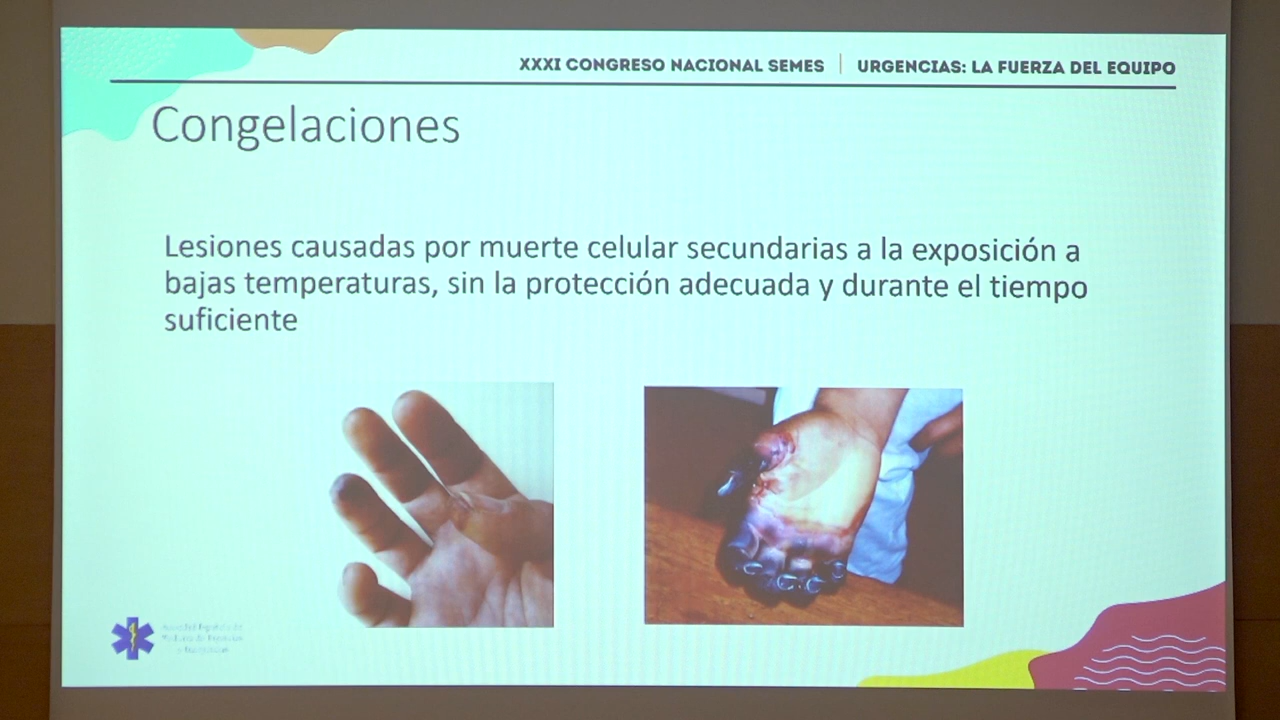 XXXI CONGRESO NACIONAL SEMES | URGENCIAS: LA FUERZA DEL EQUIPO
Congelaciones
Lesiones causadas por muerte celular secundarias a la exposición a
bajas temperaturas, sin la protección adecuada y durante el tiempo
suficiente